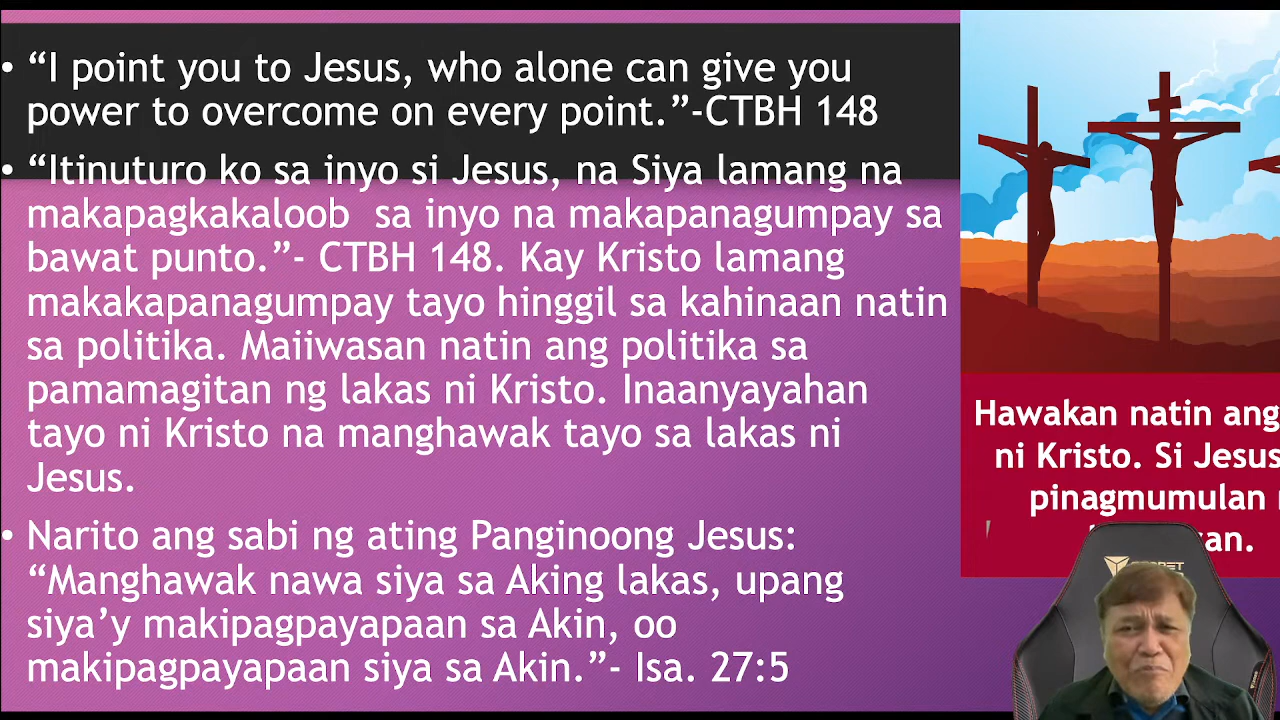 • “I point you to Jesus, who alone can give you
power to overcome on every point.”-CTBH 148
• “Itinuturo ko sa inyo si Jesus, na Siya lamang na
makapagkakaloob  sa inyo na makapanagumpay sa
bawat punto.”- CTBH 148. Kay Kristo lamang
makakapanagumpay tayo hinggil sa kahinaan natin
sa politika. Maiiwasan natin ang politika sa
pamamagitan ng lakas ni Kristo. Inaanyayahan
tayo ni Kristo na manghawak tayo sa lakas ni
Jesus.
• Narito ang sabi ng ating Panginoong Jesus:
“Manghawak nawa siya sa Aking lakas, upang
siya’y makipagpayapaan sa Akin, oo
makipagpayapaan siya sa Akin.”- Isa. 27:5
Hawakan natin ang
ni Kristo. Si Jesus
pinagmumulan